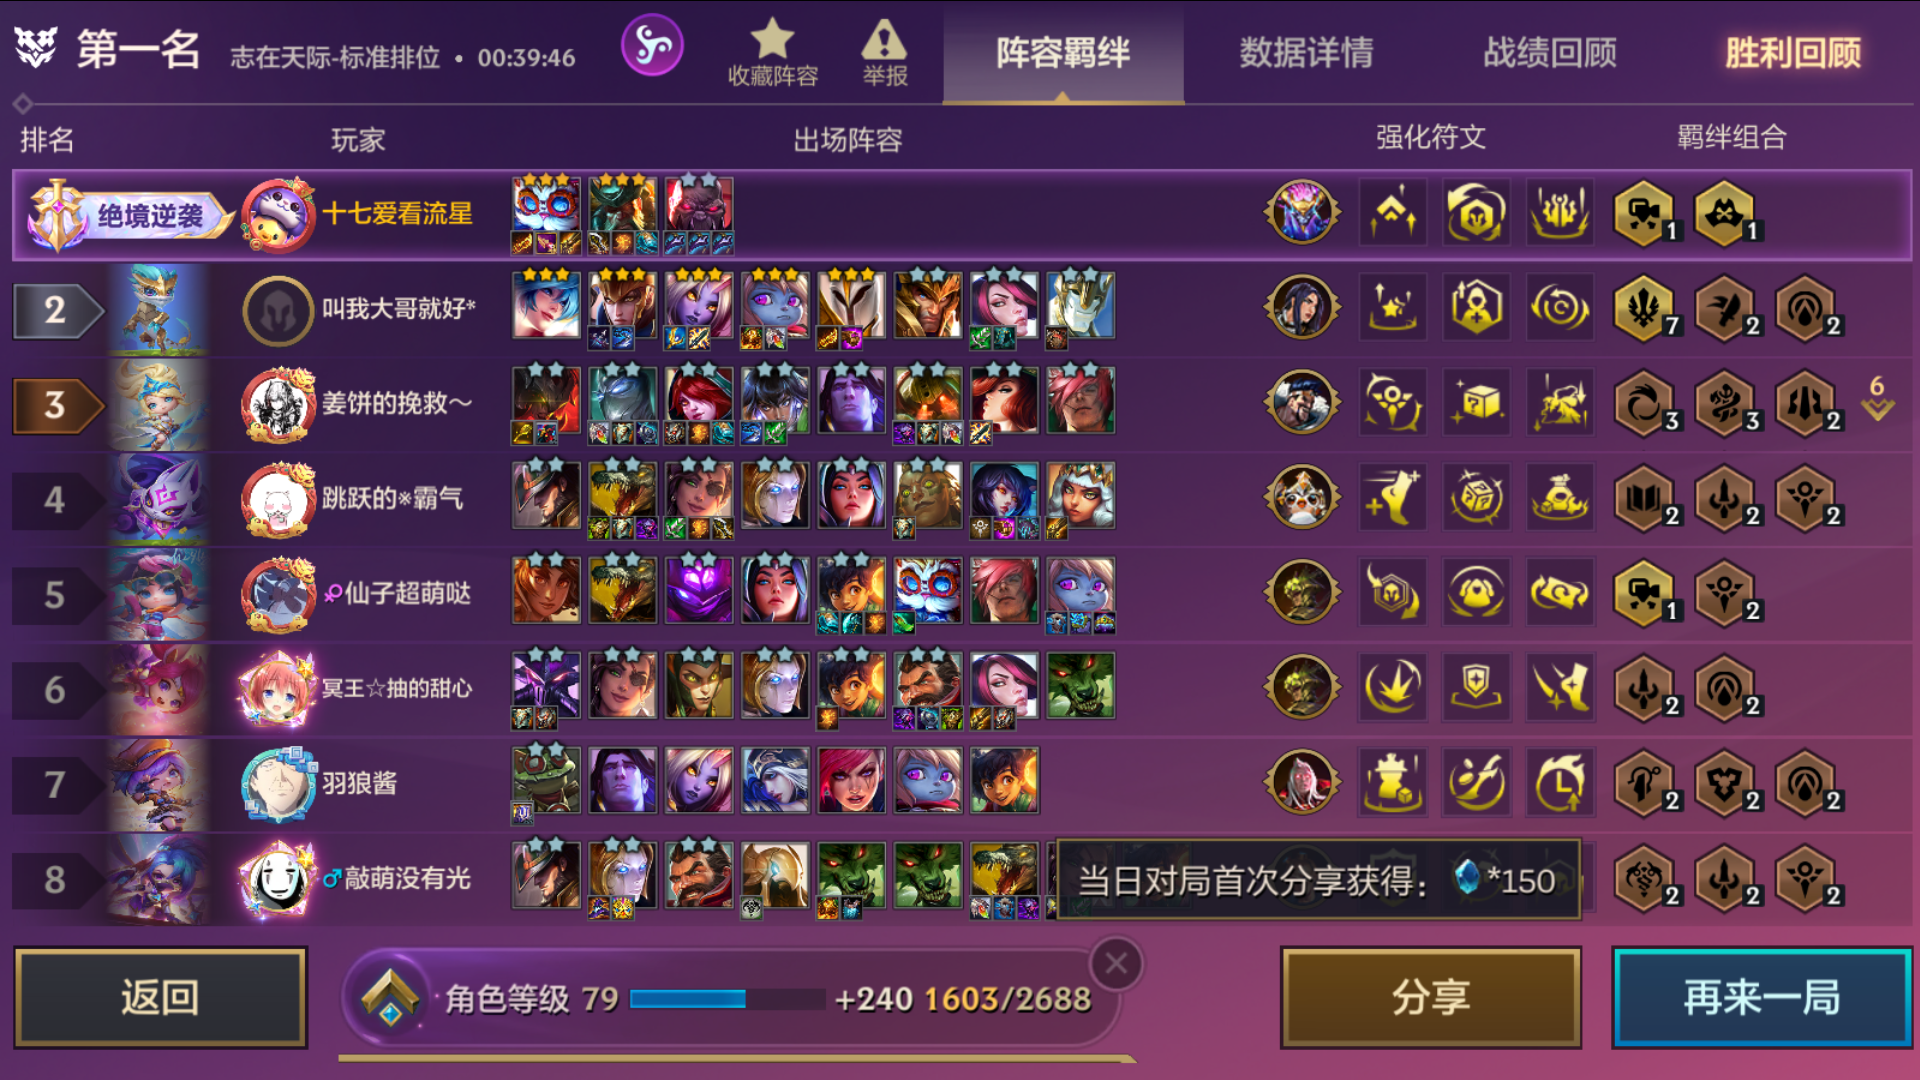 第一名 志在天际-标准排位 • 00:39:46 收藏阵容 举报 阵容羁绊 数据详情 战绩回顾 胜利回顾
排名 玩家 出场阵容 强化符文 羁绊组合
绝境逆袭 十七爱看流星 1 1
2 叫我大哥就好* 7 2 2
3 姜饼的挽救～ 3 3 2 6
4 跳跃的※霸气 2 2 2
5 ♀仙子超萌哒 1 2
6 冥王☆抽的甜心 2 2
7 羽狼酱 2 2 2
8 ♂敲萌没有光 2 2 2
当日对局首次分享获得： *150
返回 角色等级 79 +240 1603/2688 分享 再来一局